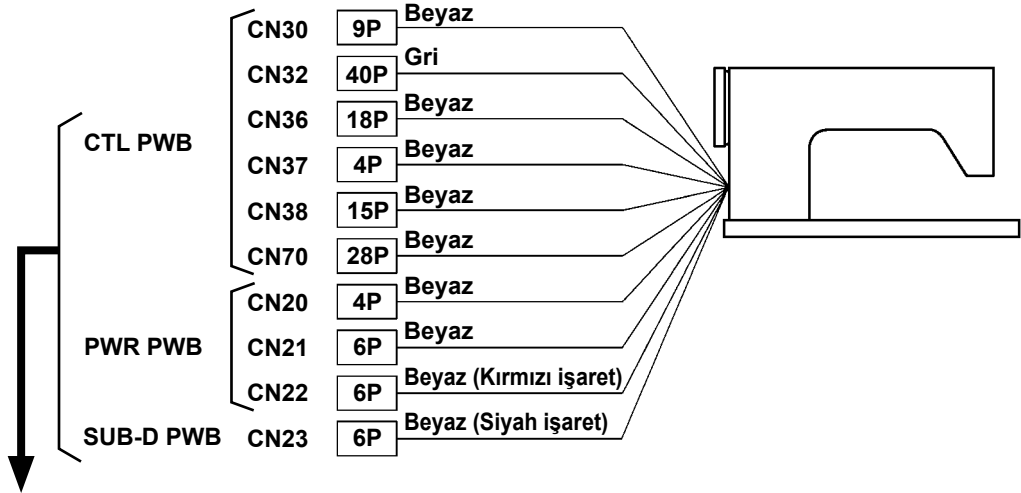 CN30 9P Beyaz
CN32 40P Gri
CN36 18P Beyaz
CTL PWB
CN37 4P Beyaz
CN38 15P Beyaz
CN70 28P Beyaz
CN20 4P Beyaz
PWR PWB CN21 6P Beyaz
CN22 6P Beyaz (Kırmızı işaret)
SUB-D PWB CN23 6P Beyaz (Siyah işaret)